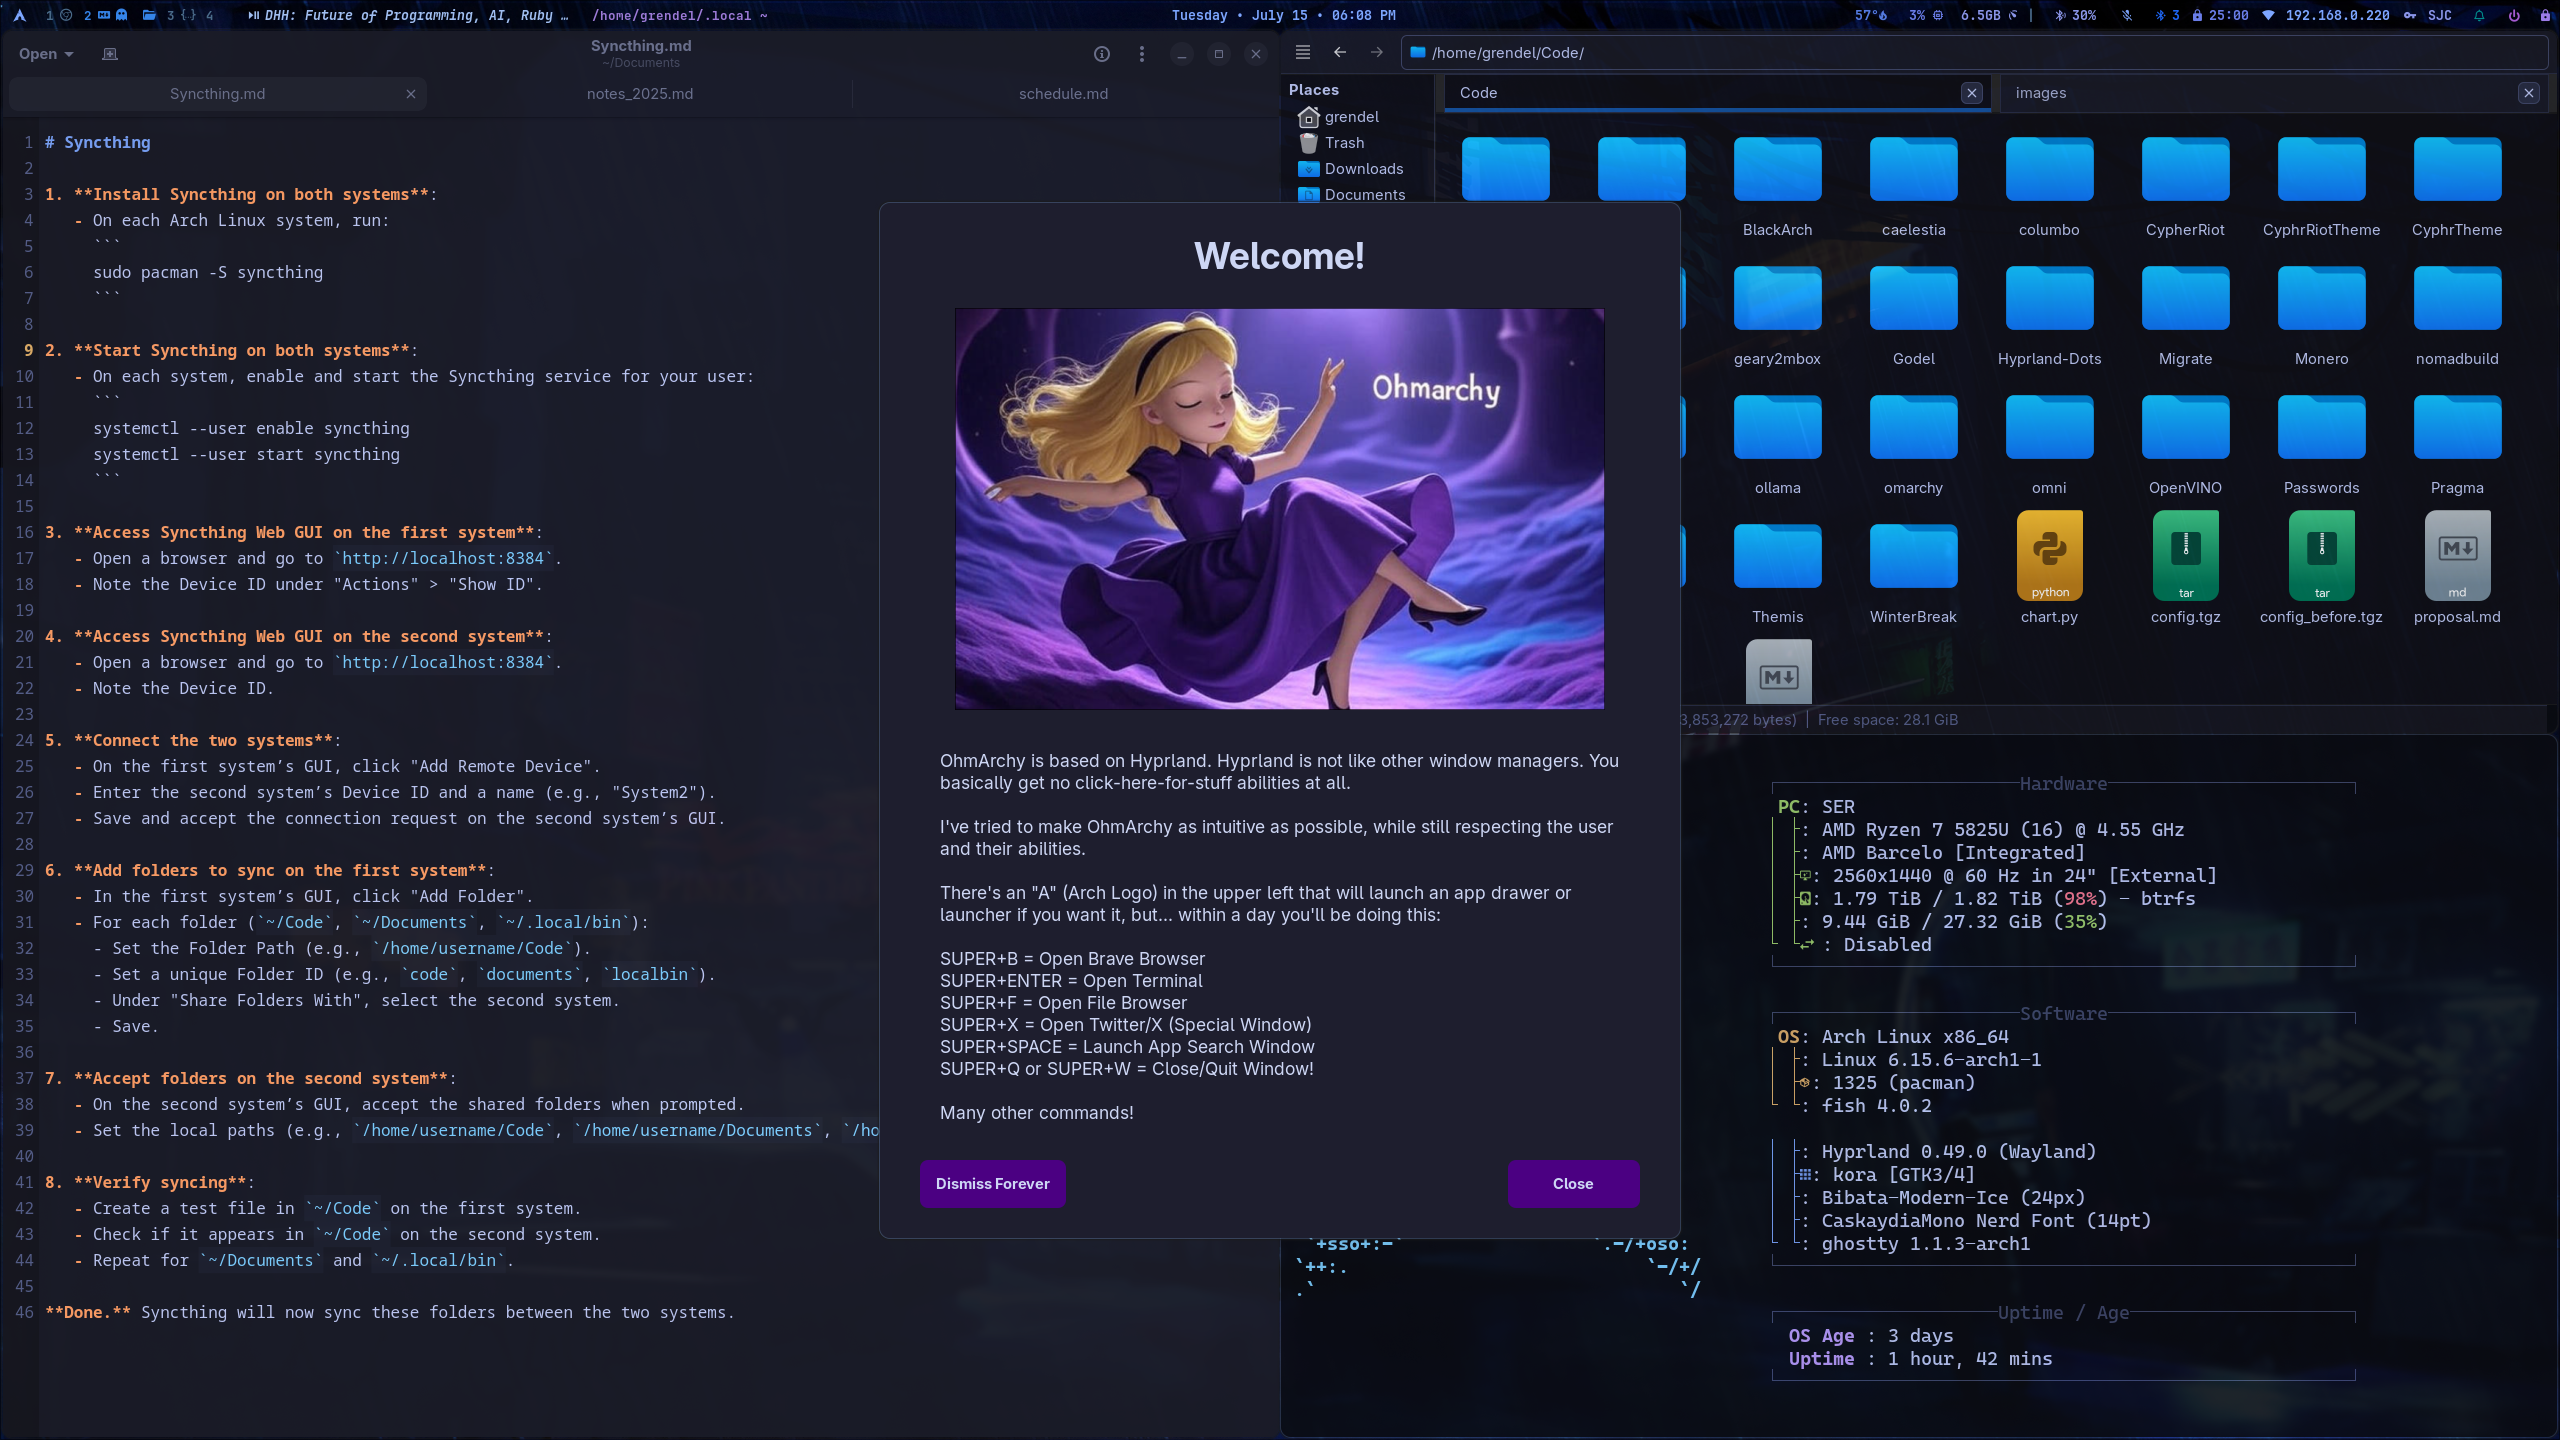 1 2 3 {} 4 DHH: Future of Programming, AI, Ruby … /home/grendel/.local ~
Tuesday • July 15 • 06:08 PM
57° 3% 6.5GB | 30% 3 25:00 192.168.0.220 SJC
Open
Syncthing.md
~/Documents
Syncthing.md
notes_2025.md
schedule.md
1 # Syncthing
2
3 1. **Install Syncthing on both systems**:
4 - On each Arch Linux system, run:
5 ```
6 sudo pacman -S syncthing
7 ```
8
9 2. **Start Syncthing on both systems**:
10 - On each system, enable and start the Syncthing service for your user:
11 ```
12 systemctl --user enable syncthing
13 systemctl --user start syncthing
14 ```
15
16 3. **Access Syncthing Web GUI on the first system**:
17 - Open a browser and go to `http://localhost:8384`.
18 - Note the Device ID under "Actions" > "Show ID".
19
20 4. **Access Syncthing Web GUI on the second system**:
21 - Open a browser and go to `http://localhost:8384`.
22 - Note the Device ID.
23
24 5. **Connect the two systems**:
25 - On the first system’s GUI, click "Add Remote Device".
26 - Enter the second system’s Device ID and a name (e.g., "System2").
27 - Save and accept the connection request on the second system’s GUI.
28
29 6. **Add folders to sync on the first system**:
30 - In the first system’s GUI, click "Add Folder".
31 - For each folder (`~/Code`, `~/Documents`, `~/.local/bin`):
32 - Set the Folder Path (e.g., `/home/username/Code`).
33 - Set a unique Folder ID (e.g., `code`, `documents`, `localbin`).
34 - Under "Share Folders With", select the second system.
35 - Save.
36
37 7. **Accept folders on the second system**:
38 - On the second system’s GUI, accept the shared folders when prompted.
39 - Set the local paths (e.g., `/home/username/Code`, `/home/username/Documents`, `/ho
40
41 8. **Verify syncing**:
42 - Create a test file in `~/Code` on the first system.
43 - Check if it appears in `~/Code` on the second system.
44 - Repeat for `~/Documents` and `~/.local/bin`.
45
46 **Done.** Syncthing will now sync these folders between the two systems.
Welcome!
Ohmarchy
OhmArchy is based on Hyprland. Hyprland is not like other window managers. You
basically get no click-here-for-stuff abilities at all.
I've tried to make OhmArchy as intuitive as possible, while still respecting the user
and their abilities.
There's an "A" (Arch Logo) in the upper left that will launch an app drawer or
launcher if you want it, but... within a day you'll be doing this:
SUPER+B = Open Brave Browser
SUPER+ENTER = Open Terminal
SUPER+F = Open File Browser
SUPER+X = Open Twitter/X (Special Window)
SUPER+SPACE = Launch App Search Window
SUPER+Q or SUPER+W = Close/Quit Window!
Many other commands!
Dismiss Forever
Close
/home/grendel/Code/
Places
grendel
Trash
Downloads
Documents
Code
images
BlackArch caelestia columbo CypherRiot CyphrRiotTheme CyphrTheme
geary2mbox Godel Hyprland-Dots Migrate Monero nomadbuild
ollama omarchy omni OpenVINO Passwords Pragma
python tar tar md
Themis WinterBreak chart.py config.tgz config_before.tgz proposal.md
3,853,272 bytes) | Free space: 28.1 GiB
Hardware
PC: SER
: AMD Ryzen 7 5825U (16) @ 4.55 GHz
: AMD Barcelo [Integrated]
: 2560x1440 @ 60 Hz in 24" [External]
: 1.79 TiB / 1.82 TiB (98%) - btrfs
: 9.44 GiB / 27.32 GiB (35%)
: Disabled
Software
OS: Arch Linux x86_64
: Linux 6.15.6-arch1-1
: 1325 (pacman)
: fish 4.0.2
: Hyprland 0.49.0 (Wayland)
: kora [GTK3/4]
: Bibata-Modern-Ice (24px)
: CaskaydiaMono Nerd Font (14pt)
: ghostty 1.1.3-arch1
`+sso+:-` `.-/+oso:
`++:. `-/+/
.` `/
Uptime / Age
OS Age : 3 days
Uptime : 1 hour, 42 mins